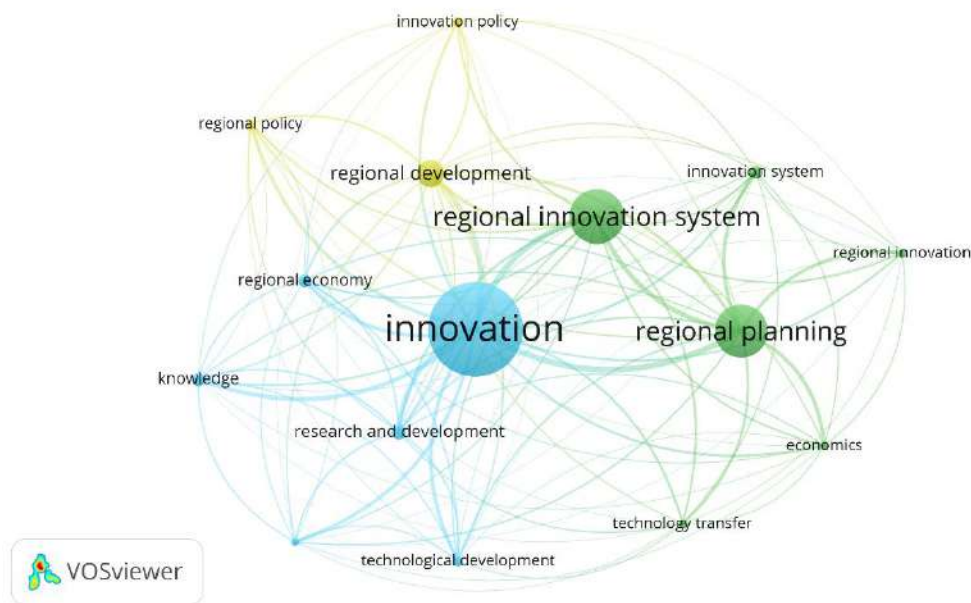 innovation policy
regional policy
regional development
innovation system
regional innovation system
regional innovation
regional economy
innovation
regional planning
knowledge
research and development
economics
technology transfer
technological development
VOSviewer